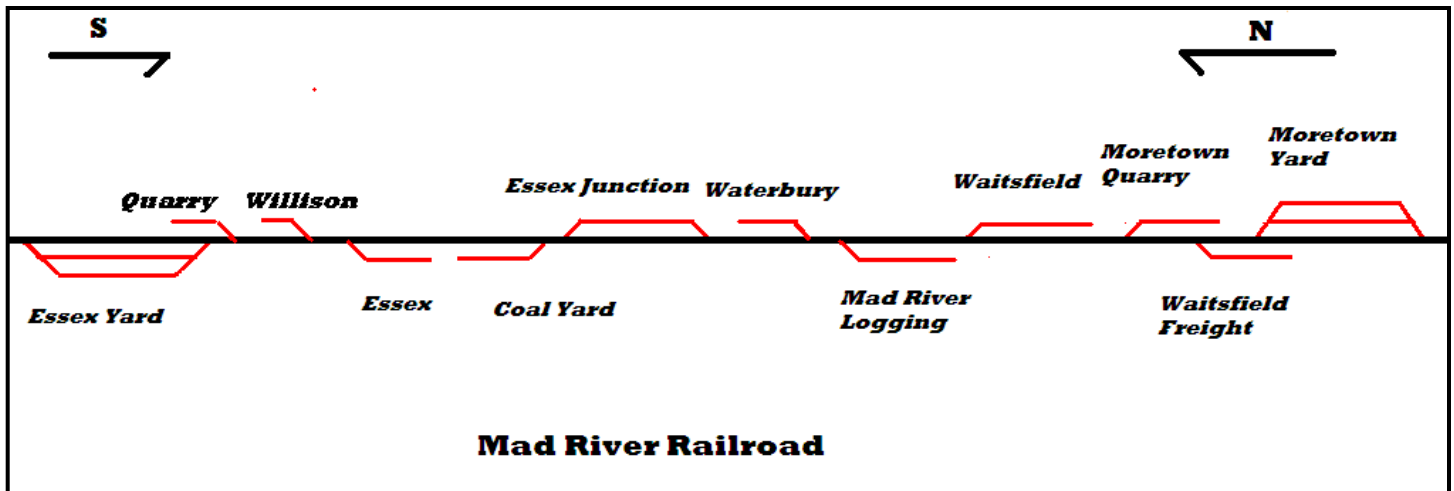 S
N
Moretown
Yard
Moretown
Quarry
Essex Junction
Waterbury
Waitsfield
Quarry
Willison
Essex Yard
Essex
Coal Yard
Mad River
Logging
Waitsfield
Freight
Mad River Railroad